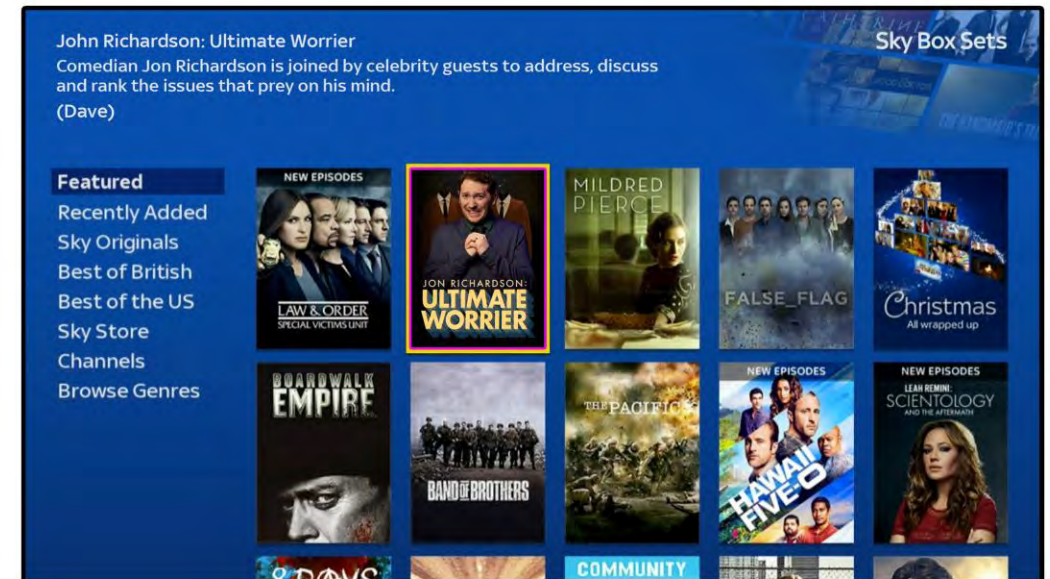 John Richardson: Ultimate Worrier
Comedian Jon Richardson is joined by celebrity guests to address, discuss
and rank the issues that prey on his mind.
(Dave)
Sky Box Sets
CATHERINE
Featured
Recently Added
Sky Originals
Best of British
Best of the US
Sky Store
Channels
Browse Genres
NEW EPISODES
LAW & ORDER
SPECIAL VICTIMS UNIT
JON RICHARDSON:
ULTIMATE
WORRIER
MILDRED
PIERCE
FALSE_FLAG
Christmas
All wrapped up
BOARDWALK
EMPIRE
BAND OF BROTHERS
THE PACIFIC
NEW EPISODES
HAWAII
FIVE-O
NEW EPISODES
LEAH REMINI:
SCIENTOLOGY
AND THE AFTERMATH
8 DAYS
COMMUNITY